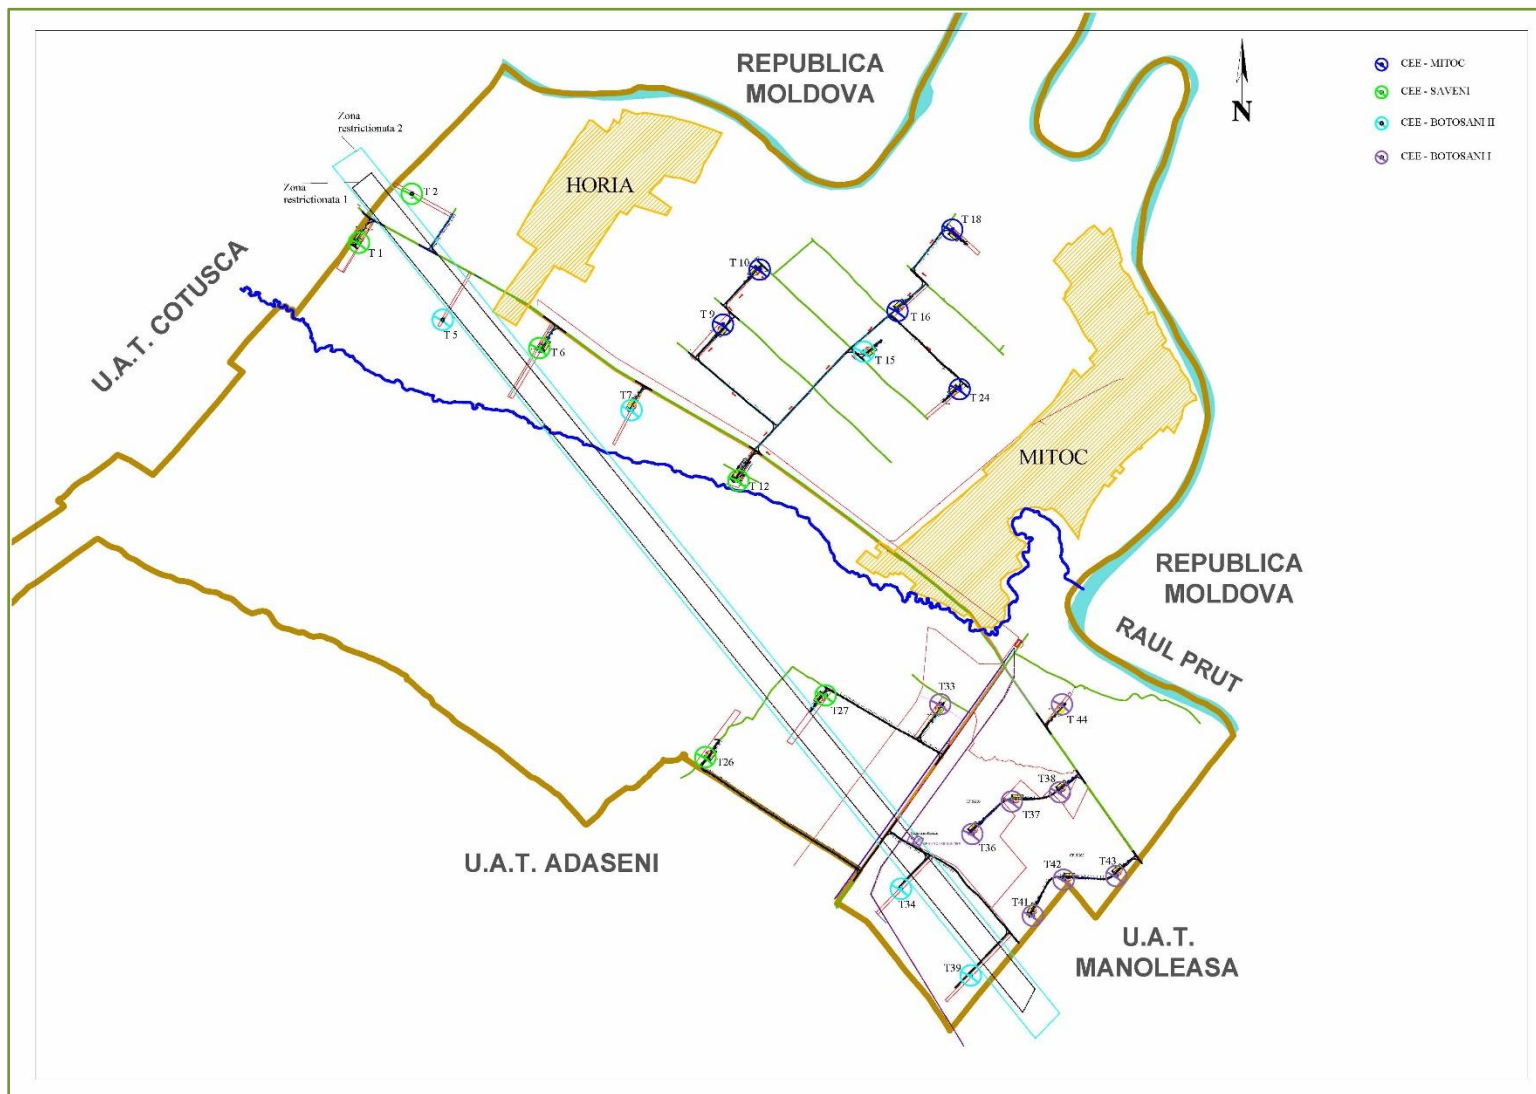 REPUBLICA
MOLDOVA
N
CEE - MITOC
CEE - SAVENI
CEE - BOTOSANI II
CEE - BOTOSANI I
Zona
restrictionata 2
Zona
restrictionata 1
T 2
HORIA
T 1
U.A.T. COTUSCA
T 18
T 10
T 9
T 16
T 5
T 6
T 15
T7
T 24
MITOC
T 12
REPUBLICA
MOLDOVA
RAUL PRUT
T27
T33
T 44
T26
T38
T37
T36
U.A.T. ADASENI
T42
T43
T34
T41
U.A.T.
MANOLEASA
T39